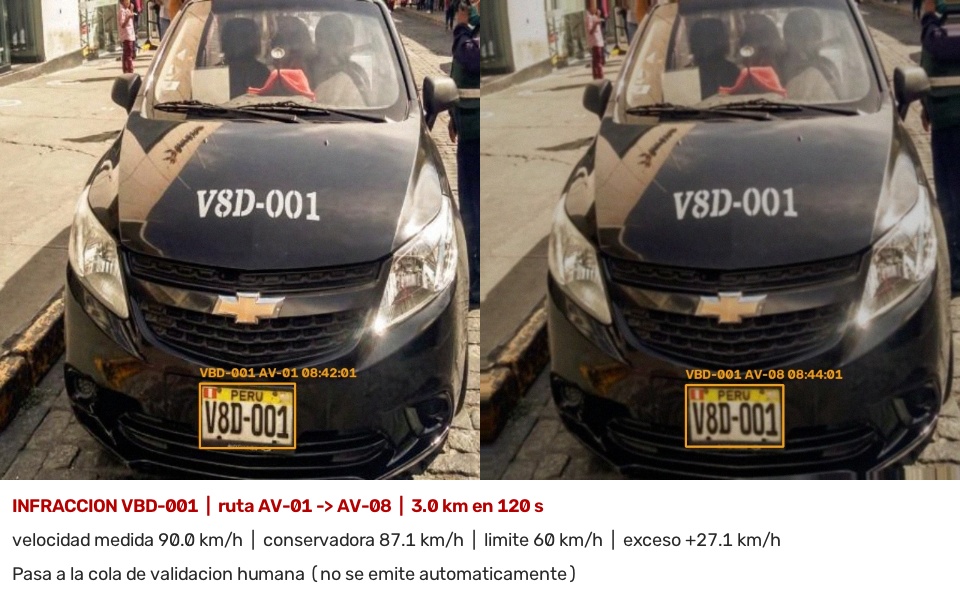 V8D-001
V8D-001
VBD-001 AV-01 08:42:01
VBD-001 AV-08 08:44:01
PERU
V8D-001
PERU
V8D-001
INFRACCION VBD-001 | ruta AV-01 -> AV-08 | 3.0 km en 120 s
velocidad media 90.0 km/h | conservadora 87.1 km/h | limite 60 km/h | exceso +27.1 km/h
Pasa a la cola de validacion humana (no se emite automaticamente)